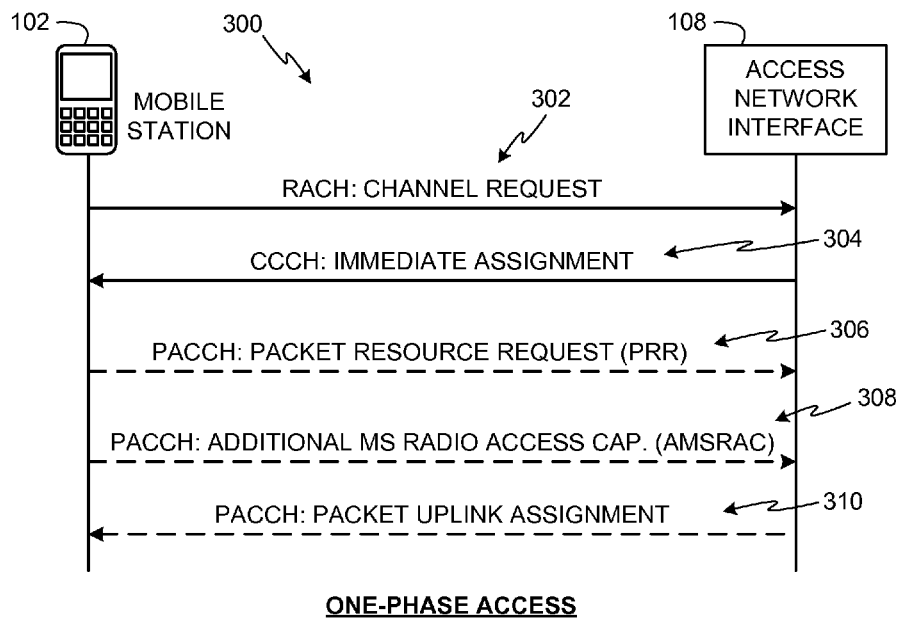 102
300
108
MOBILE
STATION
ACCESS
NETWORK
INTERFACE
302
RACH: CHANNEL REQUEST
304
CCCH: IMMEDIATE ASSIGNMENT
306
PACCH: PACKET RESOURCE REQUEST (PRR)
308
PACCH: ADDITIONAL MS RADIO ACCESS CAP. (AMSRAC)
310
PACCH: PACKET UPLINK ASSIGNMENT
ONE-PHASE ACCESS